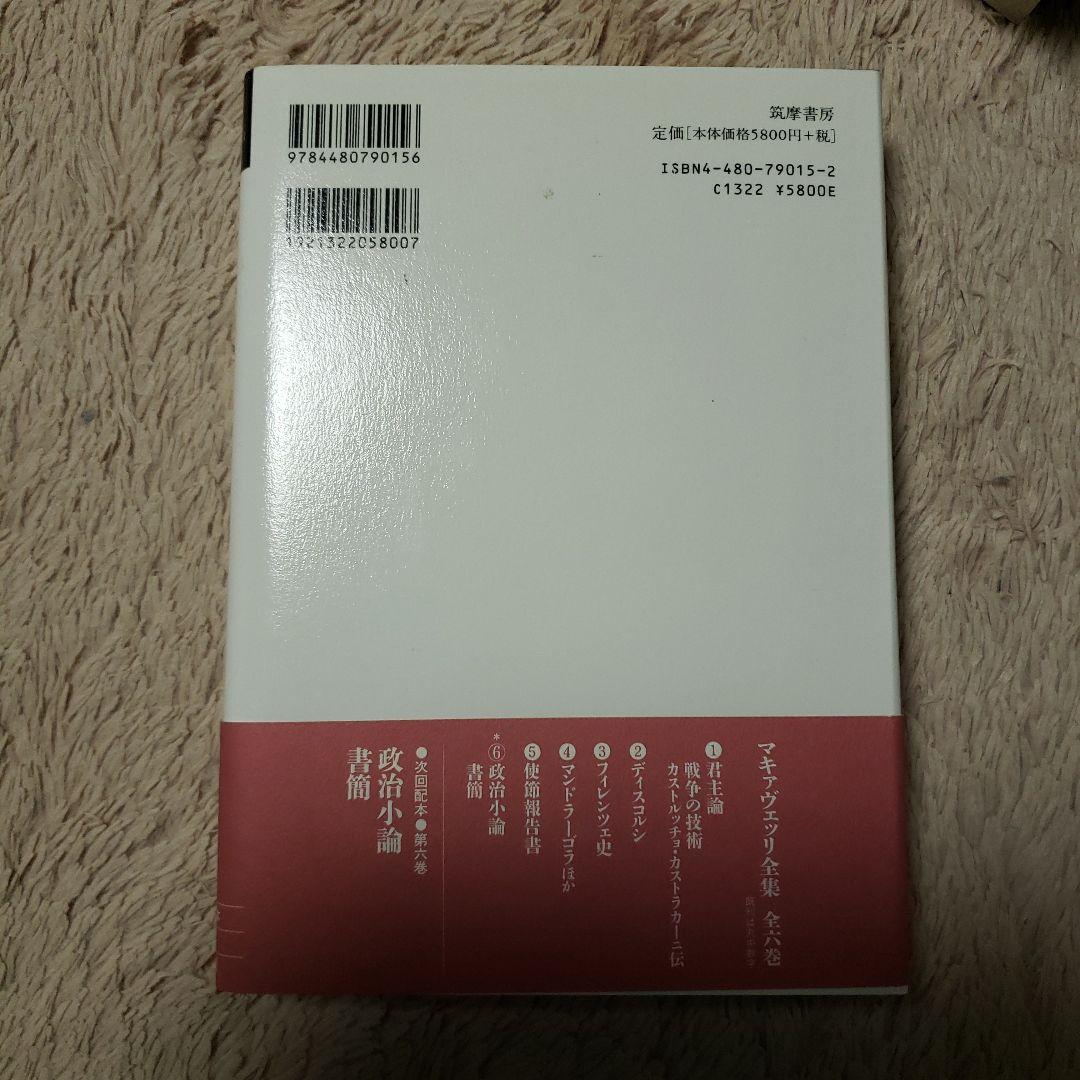 9784480790156
1921322058007
筑摩書房
定価[本体価格5800円+税]
ISBN4-480-79015-2
C1322 ¥5800E
マキァヴェッリ全集 全六巻
❶君主論
戦争の技術
カストルッチョ・カストラカーニ伝
❷ディスコルシ
❸フィレンツェ史
❹マンドラーゴラほか
❺使節報告書
*⑥政治小論
書簡
●次回配本●第六巻
政治小論
書簡